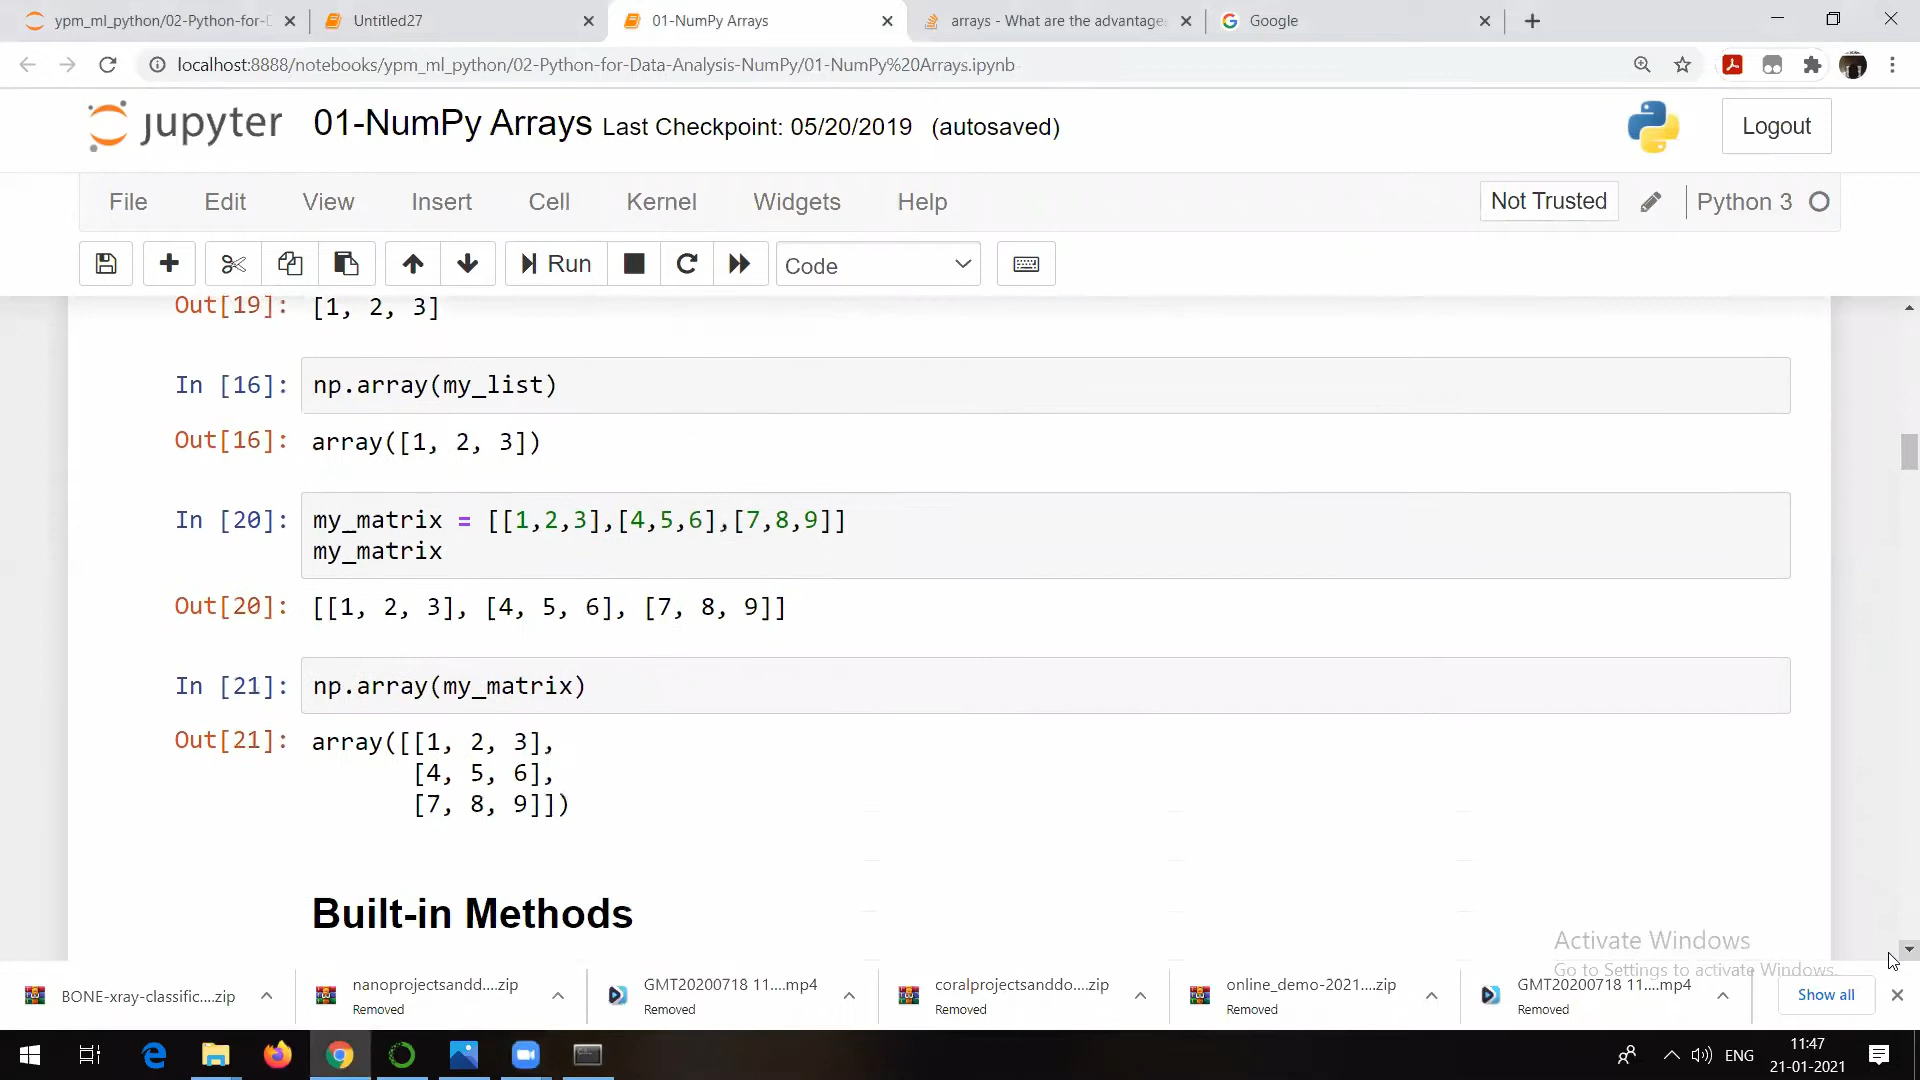 ypm_ml_python/02-Python-for-D
Untitled27
01-NumPy Arrays
arrays - What are the advantage
Google
localhost:8888/notebooks/ypm_ml_python/02-Python-for-Data-Analysis-NumPy/01-NumPy%20Arrays.ipynb
jupyter 01-NumPy Arrays Last Checkpoint: 05/20/2019 (autosaved)
Logout
File Edit View Insert Cell Kernel Widgets Help
Not Trusted
Python 3
Run
Code
Out[19]: [1, 2, 3]
In [16]: np.array(my_list)
Out[16]: array([1, 2, 3])
In [20]: my_matrix = [[1,2,3],[4,5,6],[7,8,9]]
my_matrix
Out[20]: [[1, 2, 3], [4, 5, 6], [7, 8, 9]]
In [21]: np.array(my_matrix)
Out[21]: array([[1, 2, 3],
[4, 5, 6],
[7, 8, 9]])
Built-in Methods
Activate Windows
Go to Settings to activate Windows.
BONE-xray-classific....zip
nanoprojectsandd....zip
Removed
GMT20200718 11....mp4
Removed
coralprojectsanddo....zip
Removed
online_demo-2021....zip
Removed
GMT20200718 11....mp4
Removed
Show all
ENG
11:47
21-01-2021